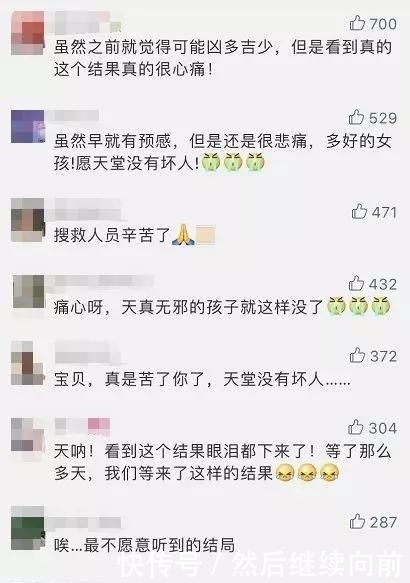 700
虽然之前就觉得可能凶多吉少，但是看到真的
这个结果真的很心痛！
529
虽然早就有预感，但是还是很悲痛，多好的女
孩!愿天堂没有坏人!
471
搜救人员辛苦了
432
痛心呀，天真无邪的孩子就这样没了
372
宝贝，真是苦了你了，天堂没有坏人……
304
天呐！看到这个结果眼泪都下来了！等了那么
多天，我们等来了这样的结果
287
唉…最不愿意听到的结局
快传号／然后继续向前